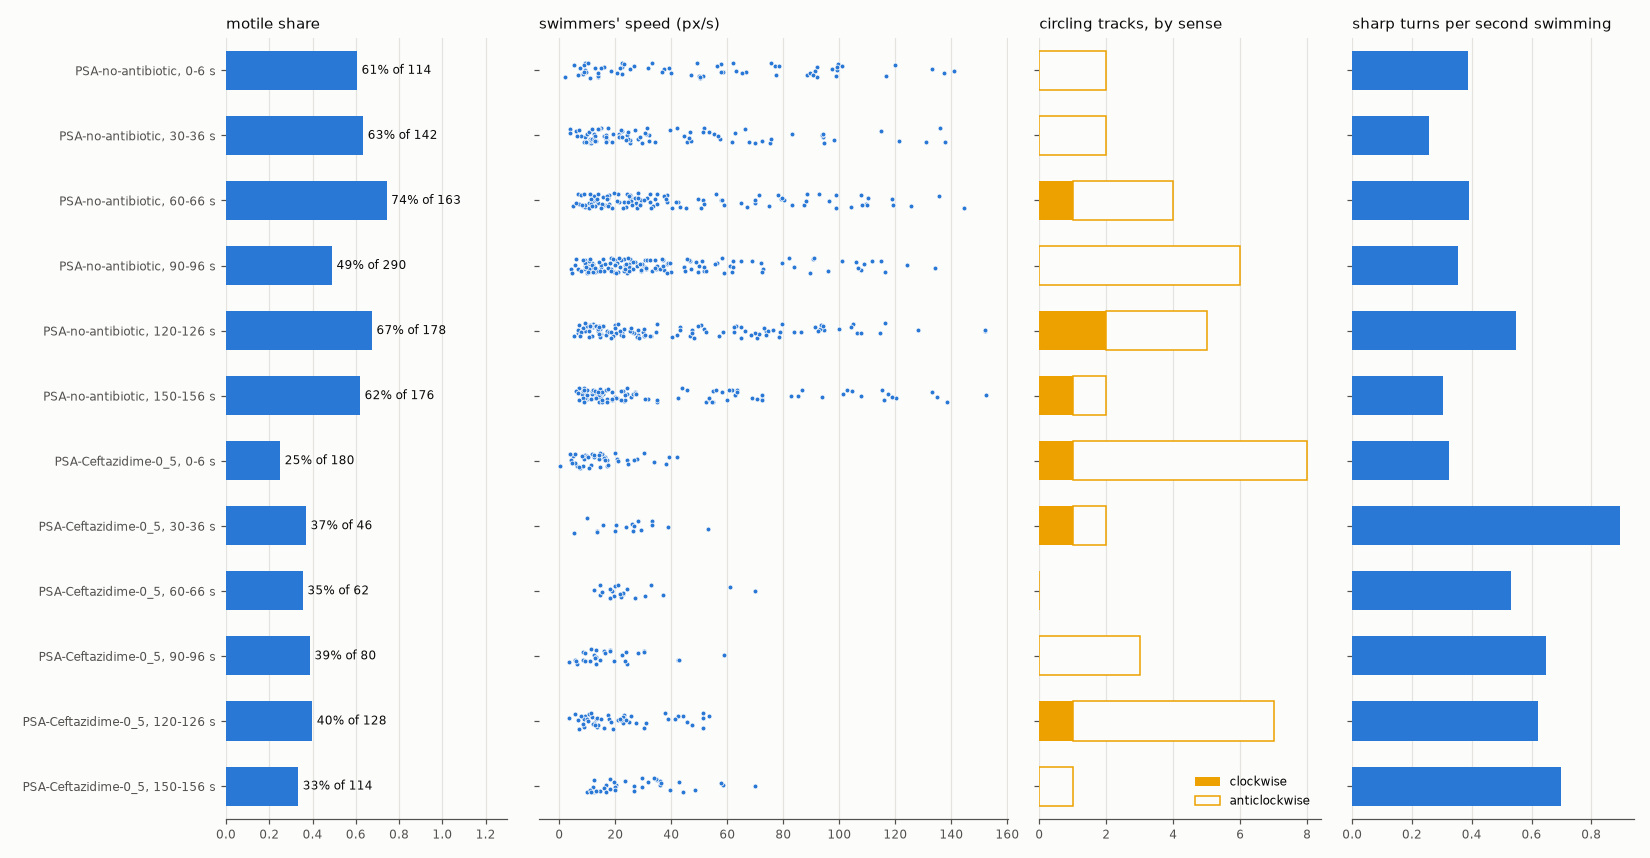 motile share
swimmers' speed (px/s)
circling tracks, by sense
sharp turns per second swimming
PSA-no-antibiotic, 0-6 s
61% of 114
PSA-no-antibiotic, 30-36 s
63% of 142
PSA-no-antibiotic, 60-66 s
74% of 163
PSA-no-antibiotic, 90-96 s
49% of 290
PSA-no-antibiotic, 120-126 s
67% of 178
PSA-no-antibiotic, 150-156 s
62% of 176
PSA-Ceftazidime-0_5, 0-6 s
25% of 180
PSA-Ceftazidime-0_5, 30-36 s
37% of 46
PSA-Ceftazidime-0_5, 60-66 s
35% of 62
PSA-Ceftazidime-0_5, 90-96 s
39% of 80
PSA-Ceftazidime-0_5, 120-126 s
40% of 128
PSA-Ceftazidime-0_5, 150-156 s
33% of 114
clockwise
anticlockwise
0.0 0.2 0.4 0.6 0.8 1.0 1.2
0 20 40 60 80 100 120 140 160
0 2 4 6 8
0.0 0.2 0.4 0.6 0.8